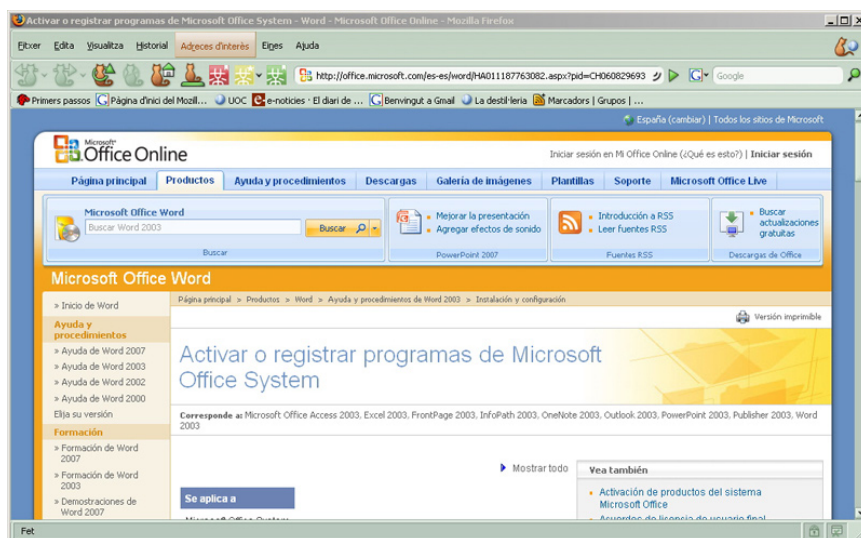 Activar o registrar programas de Microsoft Office System - Word - Microsoft Office Online - Mozilla Firefox
Fitxer Edita Visualitza Historial Adreces d'interès Eines Ajuda
http://office.microsoft.com/es-es/word/HA011187763082.aspx?pid=CH060829693 Google
Primers passos Página d'inici del Mozill... UOC e-noticies · El diari de ... Benvingut a Gmail La destil·leria Marcadors | Grupos | ...
España (cambiar) | Todos los sitios de Microsoft
Microsoft
Office Online
Iniciar sesión en Mi Office Online (¿Qué es esto?) | Iniciar sesión
Página principal Productos Ayuda y procedimientos Descargas Galería de imágenes Plantillas Soporte Microsoft Office Live
Microsoft Office Word
Buscar Word 2003 Buscar
Buscar
Mejorar la presentación
Agregar efectos de sonido
PowerPoint 2007
Introducción a RSS
Leer fuentes RSS
Fuentes RSS
Buscar
actualizaciones
gratuitas
Descargas de Office
Microsoft Office Word
» Inicio de Word
Ayuda y
procedimientos
» Ayuda de Word 2007
» Ayuda de Word 2003
» Ayuda de Word 2002
» Ayuda de Word 2000
Elija su versión
Formación
» Formación de Word
2007
» Formación de Word
2003
» Demostraciones de
Word 2007
Página principal > Productos > Word > Ayuda y procedimientos de Word 2003 > Instalación y configuración
Versión imprimible
Activar o registrar programas de Microsoft
Office System
Corresponde a: Microsoft Office Access 2003, Excel 2003, FrontPage 2003, InfoPath 2003, OneNote 2003, Outlook 2003, PowerPoint 2003, Publisher 2003, Word
2003
Mostrar todo
Se aplica a
Microsoft Office System
Vea también
Activación de productos del sistema
Microsoft Office
Acuerdos de licencia de usuario final
Fet